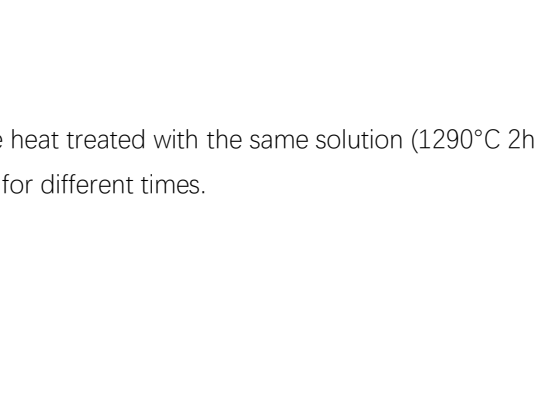 heat treated with the same solution (1290°C 2h
for different times.